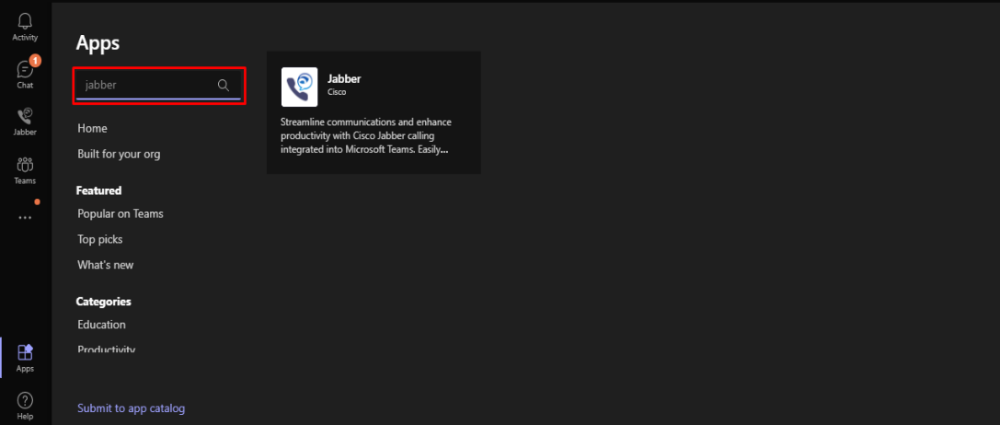 Activity
1
Chat
Jabber
Teams
...
Apps
Help
Apps
jabber
Home
Built for your org
Featured
Popular on Teams
Top picks
What's new
Categories
Education
Productivity
Submit to app catalog
Jabber
Cisco
Streamline communications and enhance
productivity with Cisco Jabber calling
integrated into Microsoft Teams. Easily...